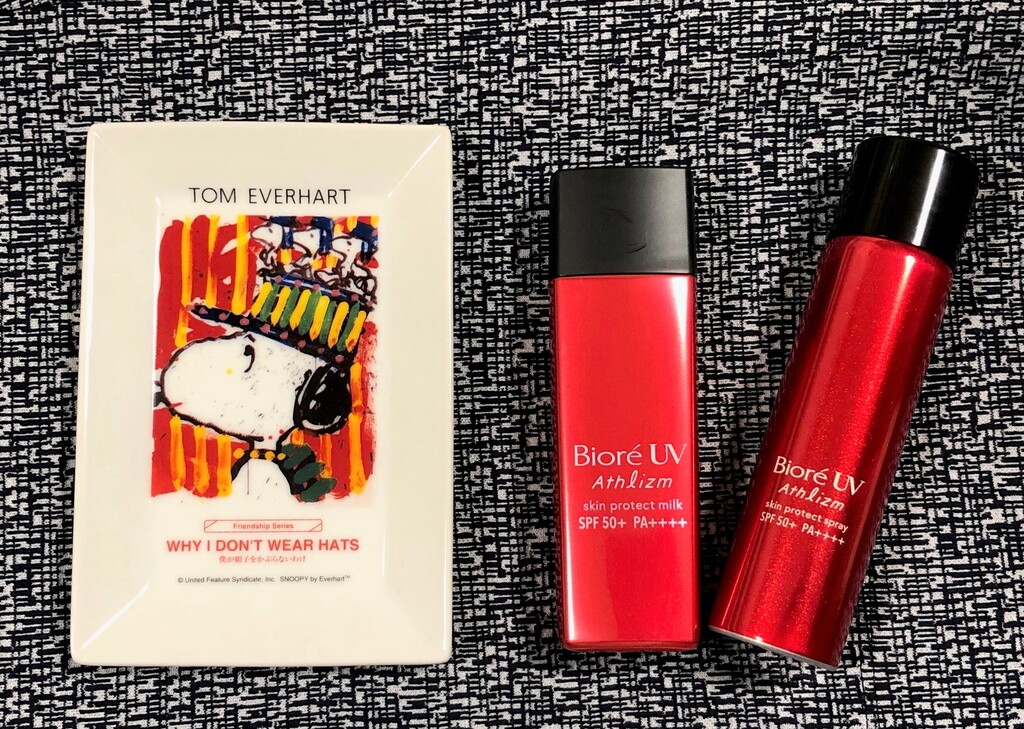 TOM EVERHART
Friendship Series
WHY I DON'T WEAR HATS
僕が帽子をかぶらないわけ
© United Feature Syndicate, Inc. SNOOPY by Everhart™
Bioré UV
Athlizm
skin protect milk
SPF 50+ PA++++
Bioré UV
Athlizm
skin protect spray
SPF 50+ PA++++